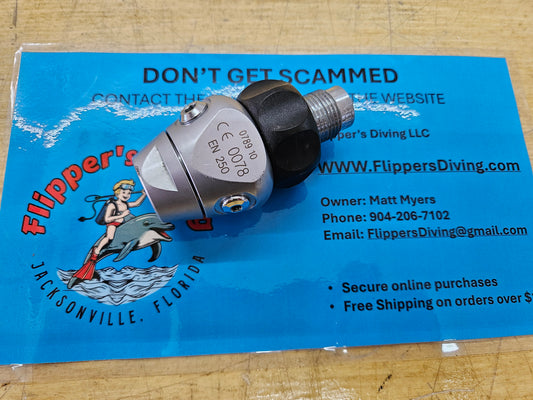 DON'T GET SCAMMED
CONTACT THE WEBSITE
per's Diving LLC
WWW.FlippersDiving.com
Owner: Matt Myers
Phone: 904-206-7102
Email: FlippersDiving@gmail.com
• Secure online purchases
• Free Shipping on orders over $
Flipper's
JACKSONVILLE, FLORIDA
0789 10
CE 0078
EN 250